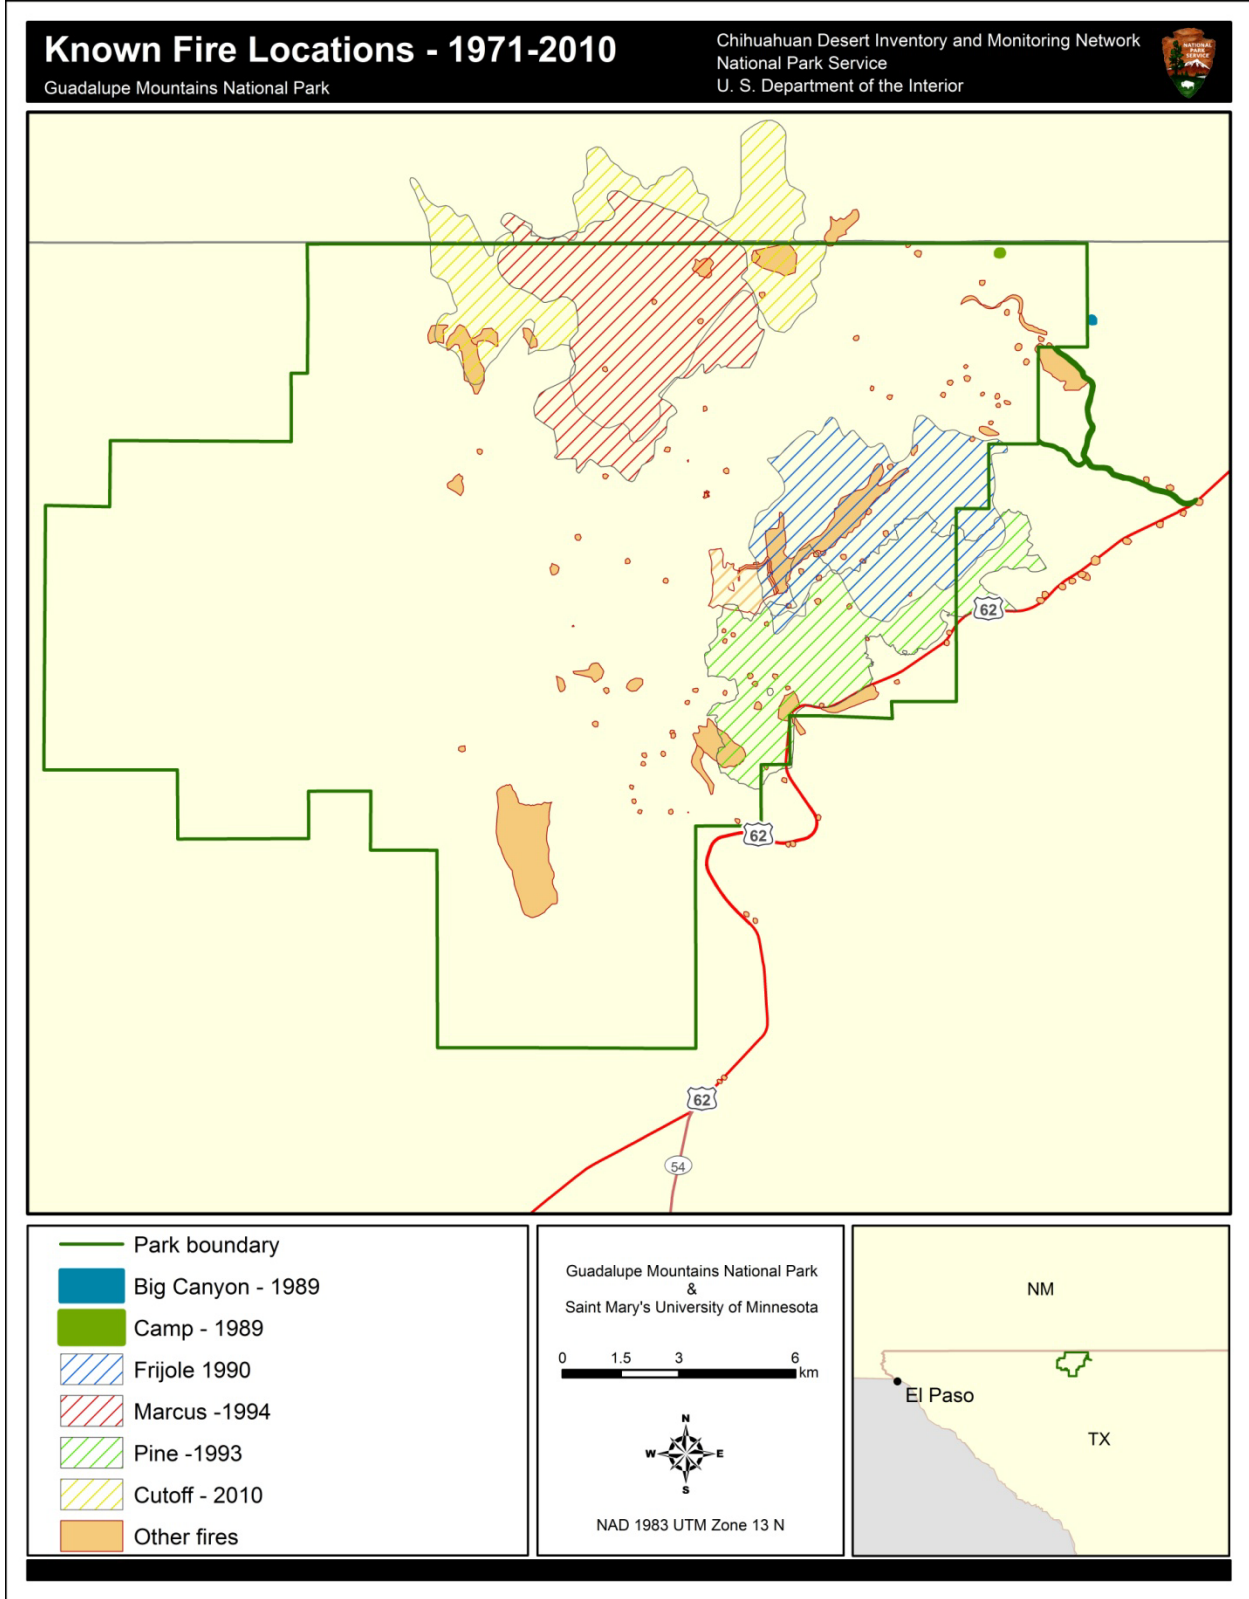 Known Fire Locations - 1971-2010
Guadalupe Mountains National Park
Chihuahuan Desert Inventory and Monitoring Network
National Park Service
U. S. Department of the Interior
NATIONAL
PARK
SERVICE
62
62
62
54
Park boundary
Big Canyon - 1989
Camp - 1989
Frijole 1990
Marcus -1994
Pine -1993
Cutoff - 2010
Other fires
Guadalupe Mountains National Park
&
Saint Mary's University of Minnesota
0 1.5 3 6
km
N
W E
S
NAD 1983 UTM Zone 13 N
NM
El Paso
TX